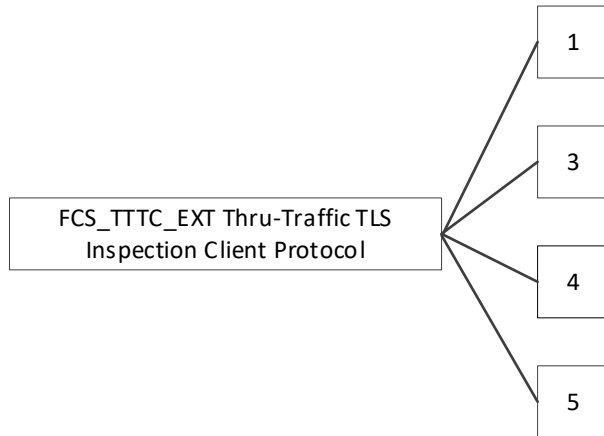 1
3
FCS_TTTC_EXT Thru-Traffic TLS
Inspection Client Protocol
4
5